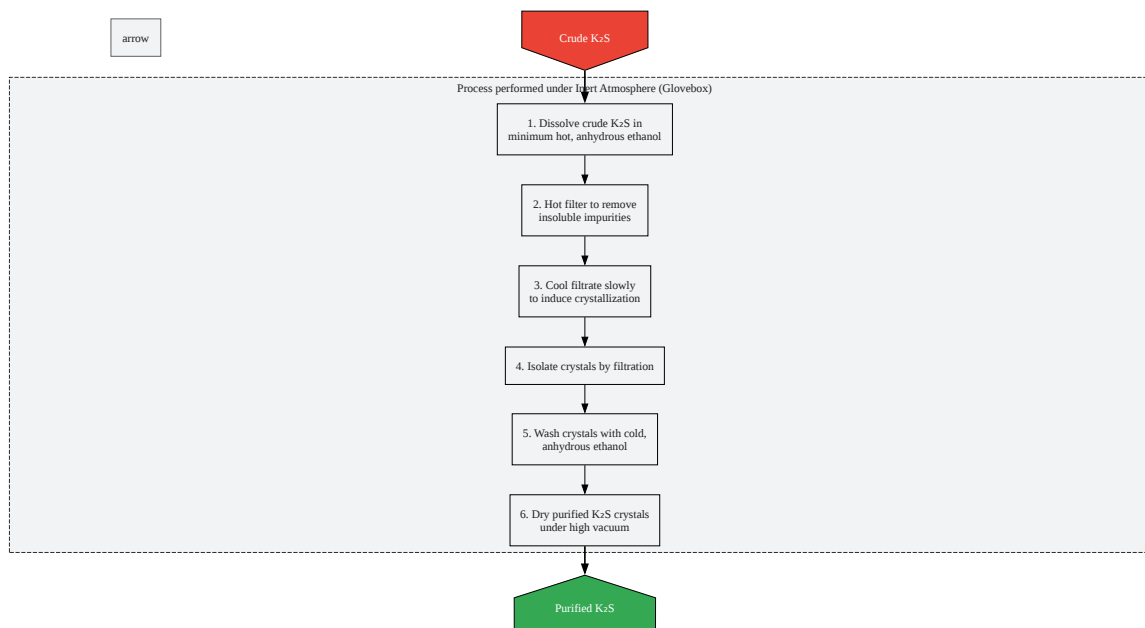 arrow
Crude K₂S
Process performed under Inert Atmosphere (Glovebox)
1. Dissolve crude K₂S in
minimum hot, anhydrous ethanol
2. Hot filter to remove
insoluble impurities
3. Cool filtrate slowly
to induce crystallization
4. Isolate crystals by filtration
5. Wash crystals with cold,
anhydrous ethanol
6. Dry purified K₂S crystals
under high vacuum
Purified K₂S